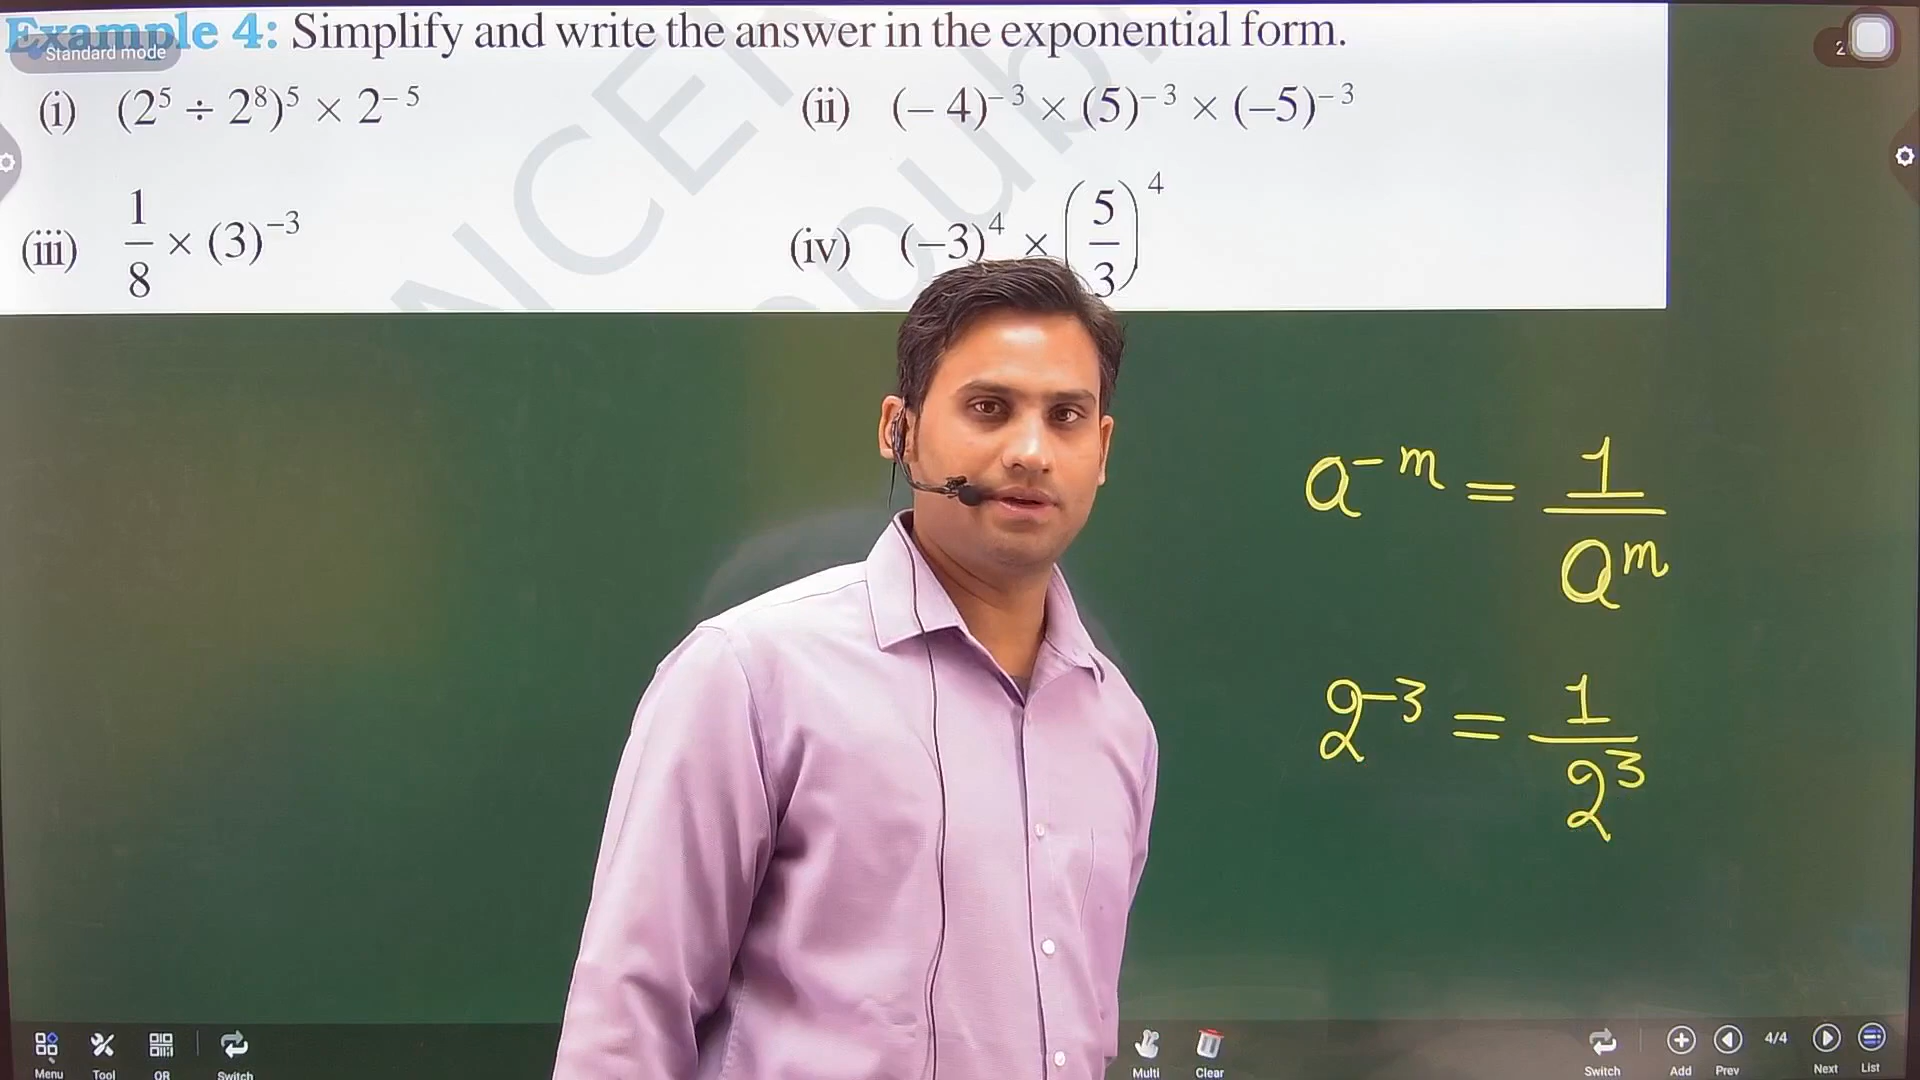 Example 4: Simplify and write the answer in the exponential form.
Standard mode
2
(i) (2⁵ ÷ 2⁸)⁵ × 2⁻⁵
(ii) (– 4)⁻³ × (5)⁻³ × (–5)⁻³
(iii) 1/8 × (3)⁻³
(iv) (–3)⁴ × (5/3)⁴
a⁻ᵐ = 1/aᵐ
2⁻³ = 1/2³
Menu Tool QR Switch Multi Clear Switch Add Prev 4/4 Next List